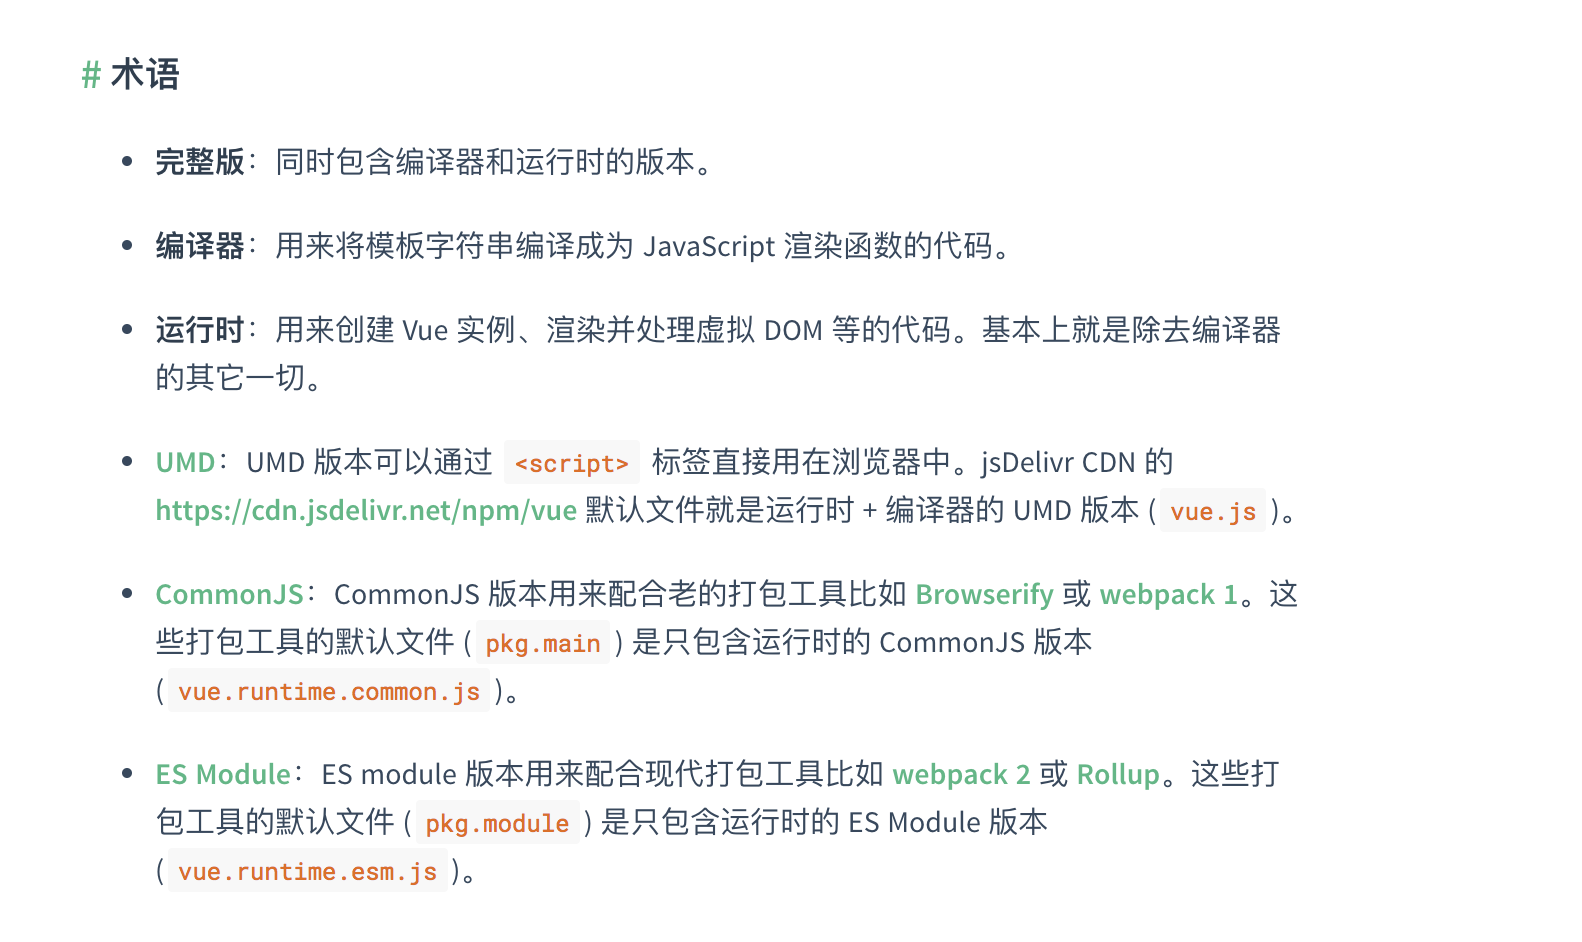 # 术语
完整版：同时包含编译器和运行时的版本。
编译器：用来将模板字符串编译成为 JavaScript 渲染函数的代码。
运行时：用来创建 Vue 实例、渲染并处理虚拟 DOM 等的代码。基本上就是除去编译器
的其它一切。
UMD：UMD 版本可以通过 <script> 标签直接用在浏览器中。jsDelivr CDN 的
https://cdn.jsdelivr.net/npm/vue 默认文件就是运行时 + 编译器的 UMD 版本 (vue.js)。
CommonJS：CommonJS 版本用来配合老的打包工具比如 Browserify 或 webpack 1。这
些打包工具的默认文件 (pkg.main) 是只包含运行时的 CommonJS 版本
(vue.runtime.common.js)。
ES Module：ES module 版本用来配合现代打包工具比如 webpack 2 或 Rollup。这些打
包工具的默认文件 (pkg.module) 是只包含运行时的 ES Module 版本
(vue.runtime.esm.js)。